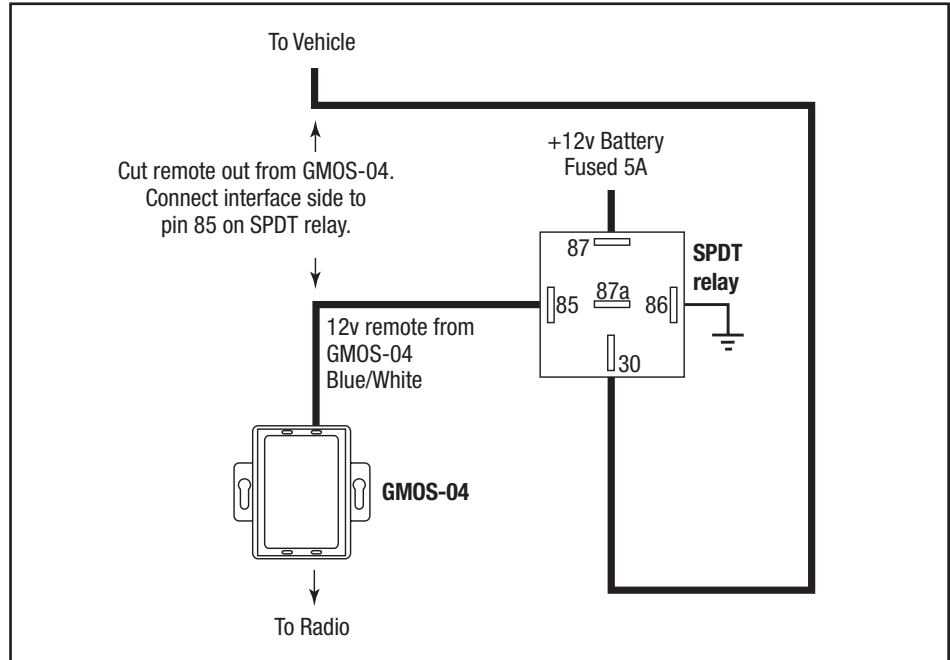 To Vehicle
Cut remote out from GMOS-04.
Connect interface side to
pin 85 on SPDT relay.
+12v Battery
Fused 5A
87
SPDT
relay
85
87a
86
30
12v remote from
GMOS-04
Blue/White
GMOS-04
To Radio